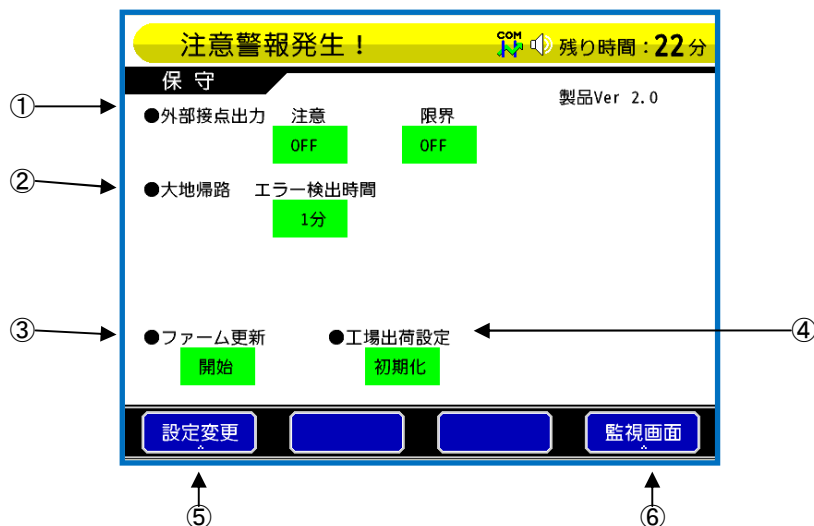 注意警報発生！ COM 残り時間：22分
保 守
製品Ver 2.0
①
●外部接点出力 注意 限界
OFF OFF
②
●大地帰路 エラー検出時間
1分
③ ●ファーム更新 ●工場出荷設定 ④
開始 初期化
設定変更 監視画面
⑤ ⑥